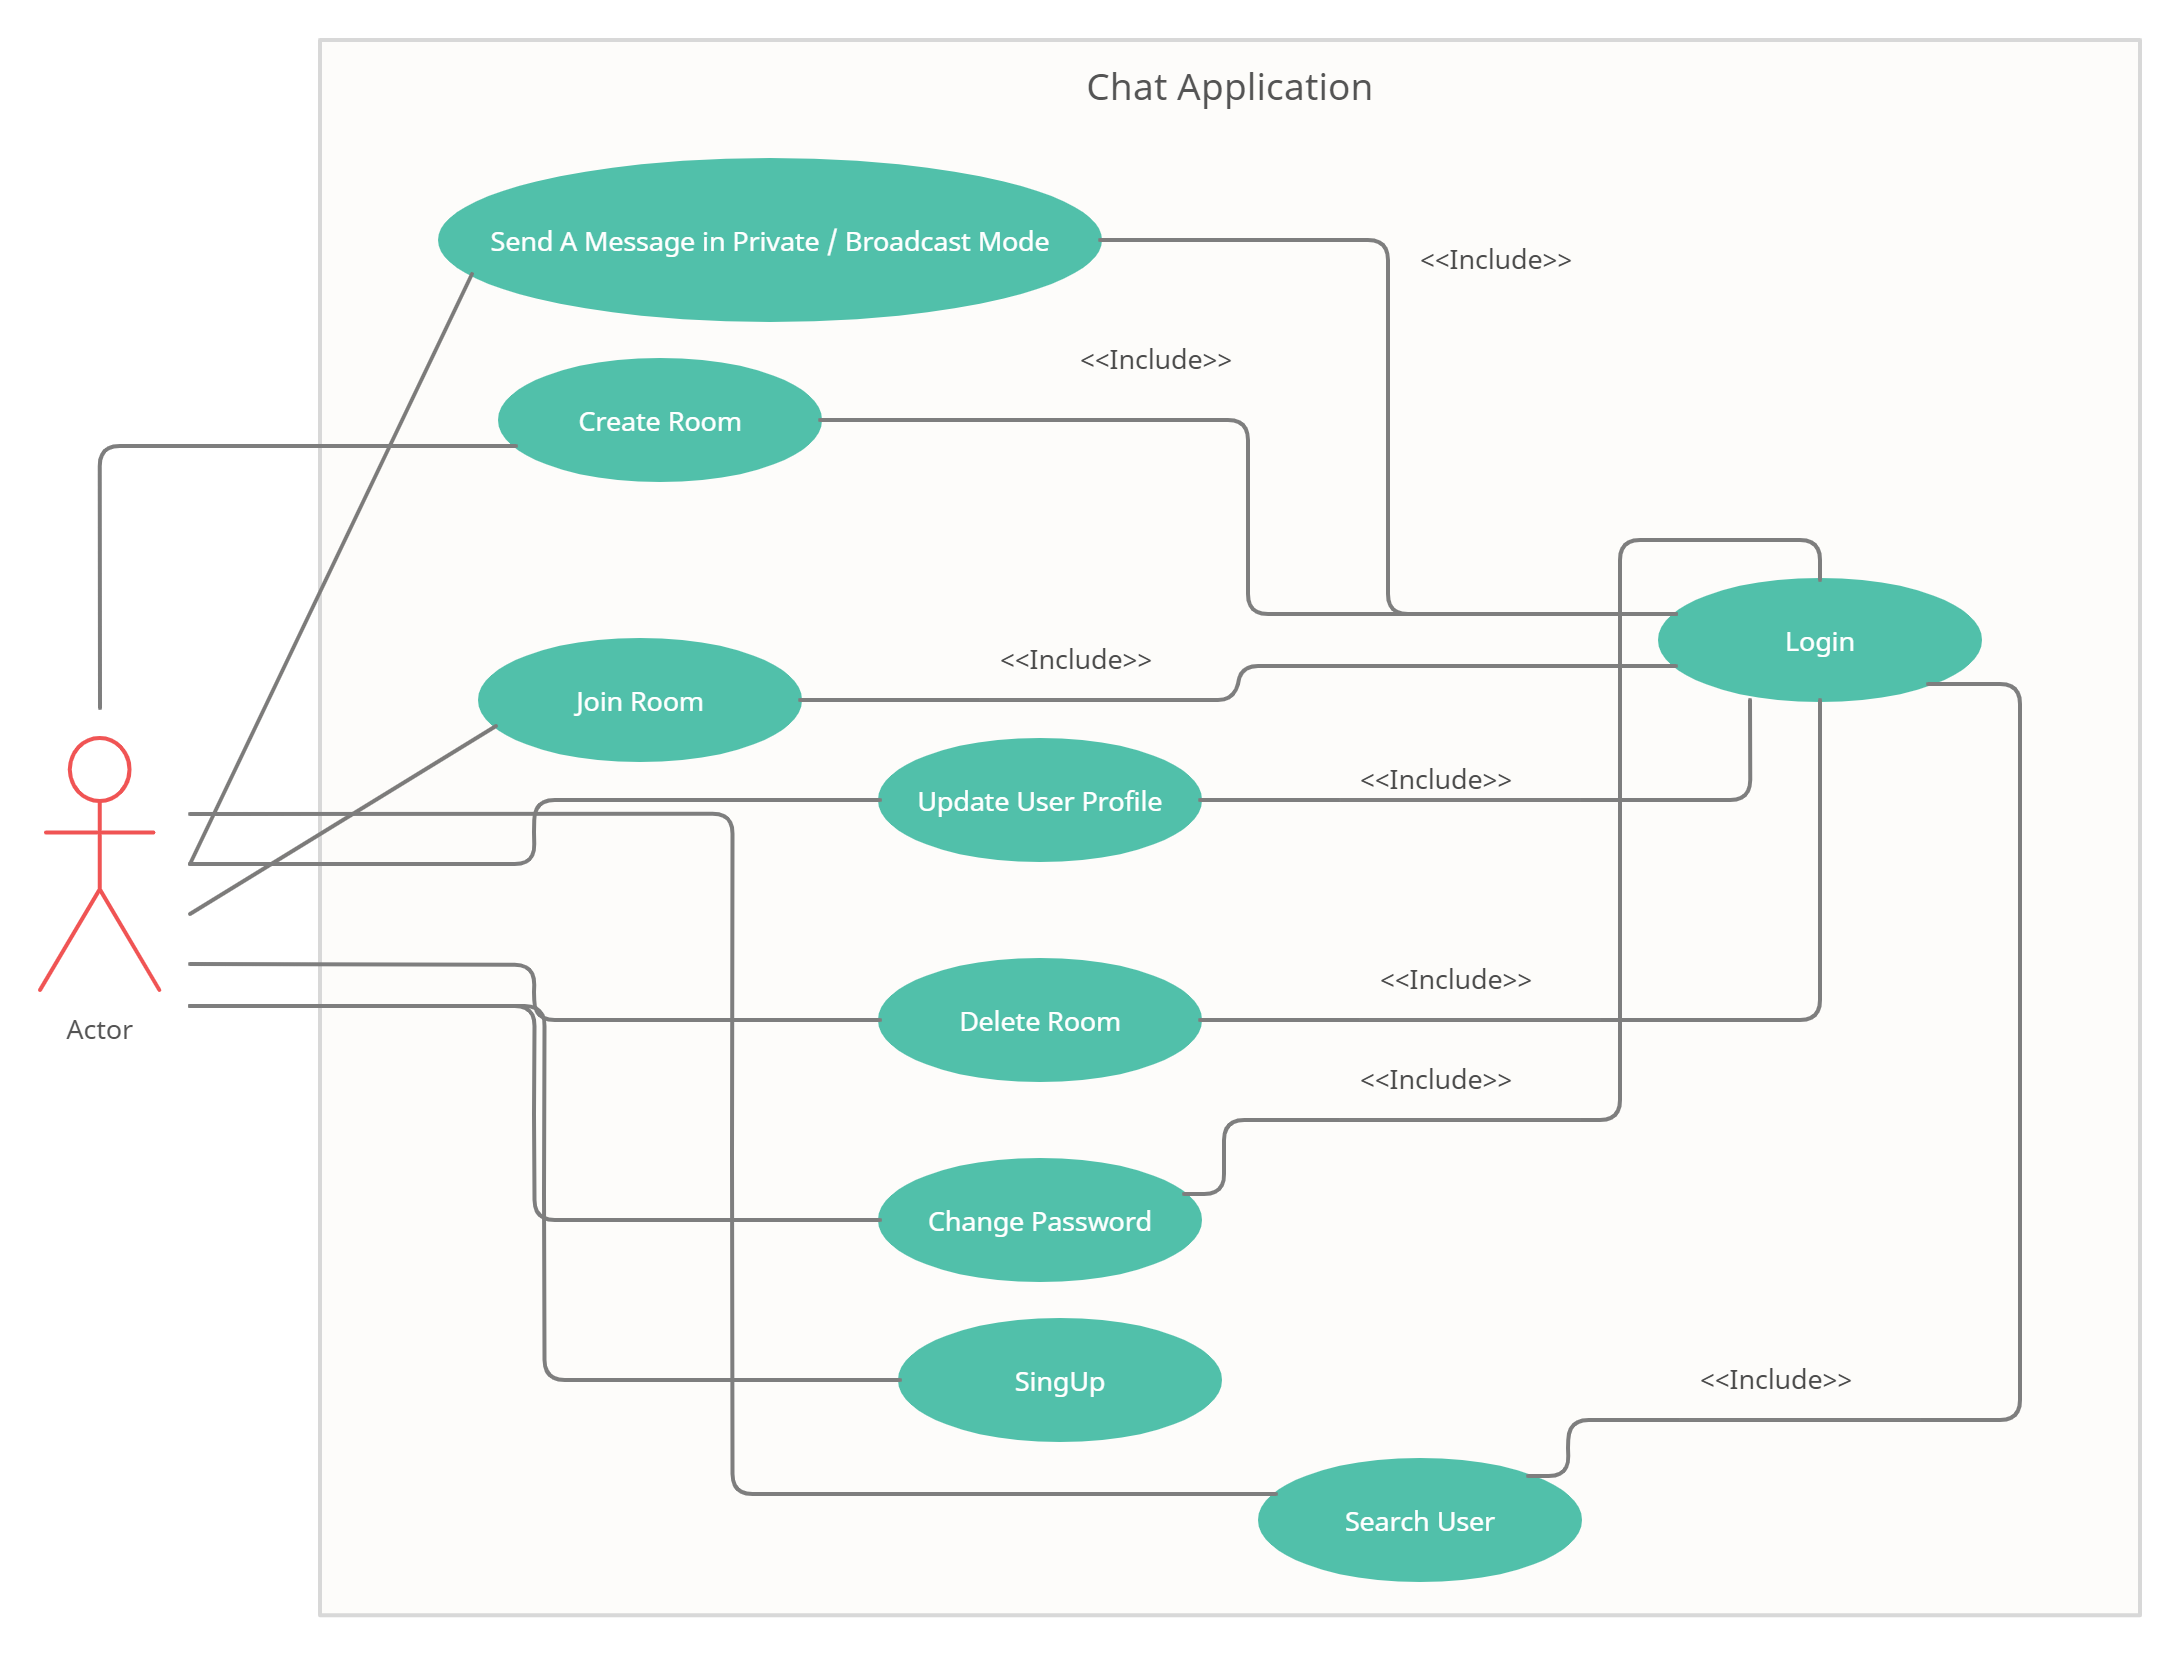 Chat Application
Send A Message in Private / Broadcast Mode
<<Include>>
<<Include>>
Create Room
Login
<<Include>>
Join Room
<<Include>>
Update User Profile
<<Include>>
Delete Room
Actor
<<Include>>
Change Password
SingUp
<<Include>>
Search User